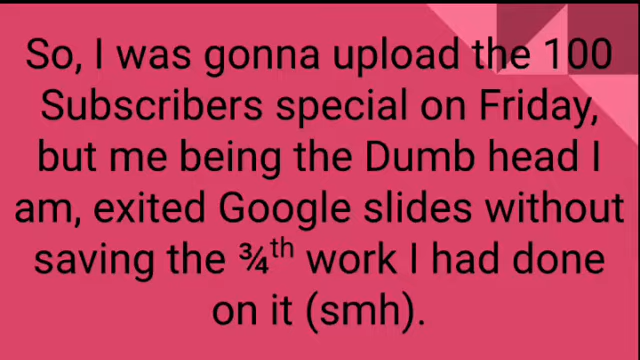 So, I was gonna upload the 100
Subscribers special on Friday,
but me being the Dumb head I
am, exited Google slides without
saving the ¾th work I had done
on it (smh).